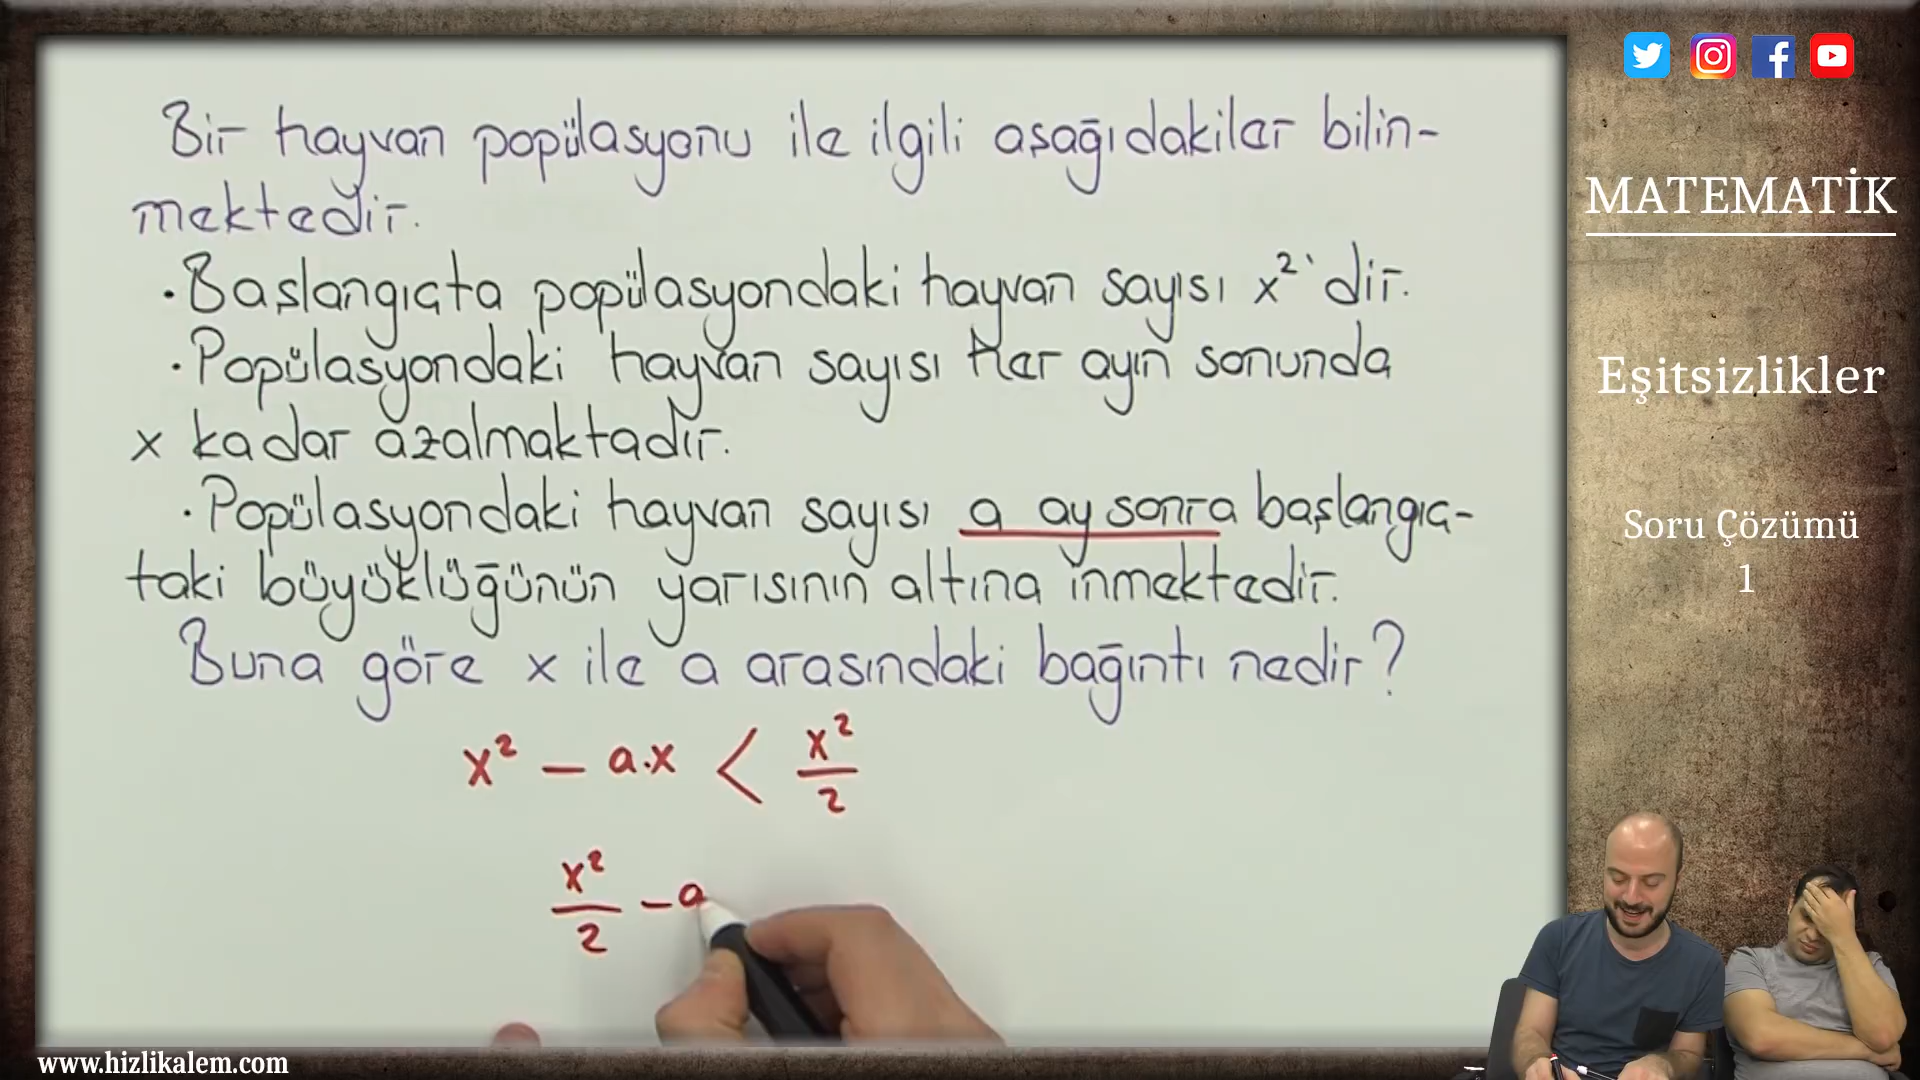 Bir hayvan popülasyonu ile ilgili aşağıdakiler bilin-
mektedir.
• Başlangıçta popülasyondaki hayvan sayısı x²'dir.
• Popülasyondaki hayvan sayısı Her ayın sonunda
x kadar azalmaktadır.
• Popülasyondaki hayvan sayısı a ay sonra başlangıç-
taki büyüklüğünün yarısının altına inmektedir.
Buna göre x ile a arasındaki bağıntı nedir?
x² - a.x < x²/2
x²/2 - a
MATEMATİK
Eşitsizlikler
Soru Çözümü
1
www.hizlikalem.com